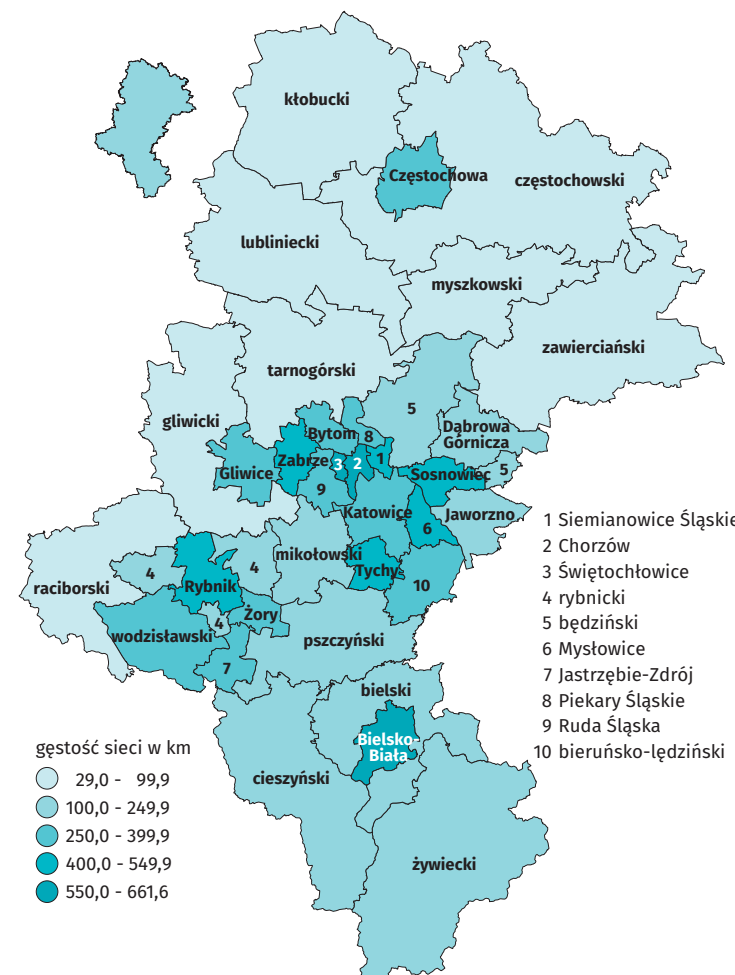 kłobucki
Częstochowa
częstochowski
lubliniecki
myszkowski
zawierciański
tarnogórski
gliwicki
5
Bytom
8
Dąbrowa
Górnicza
Zabrze
3
2
1
Gliwice
Sosnowiec
5
9
Katowice
6
Jaworzno
mikołowski
4
4
Rybnik
Tychy
10
raciborski
4
Żory
wodzisławski
pszczyński
7
bielski
Bielsko-
Biała
cieszyński
żywiecki
1 Siemianowice Śląskie
2 Chorzów
3 Świętochłowice
4 rybnicki
5 będziński
6 Mysłowice
7 Jastrzębie-Zdrój
8 Piekary Śląskie
9 Ruda Śląska
10 bieruńsko-lędziński
gęstość sieci w km
29,0 - 99,9
100,0 - 249,9
250,0 - 399,9
400,0 - 549,9
550,0 - 661,6